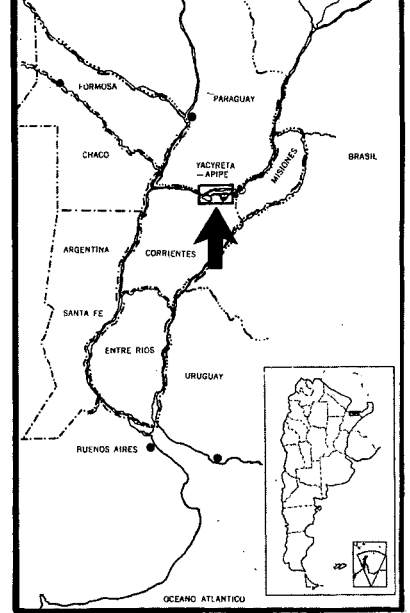 FORMOSA
PARAGUAY
CHACO
YACYRETA
—APIPE
MISIONES
BRASIL
ARGENTINA
CORRIENTES
SANTA FE
ENTRE RIOS
URUGUAY
BUENOS AIRES
OCEANO ATLANTICO